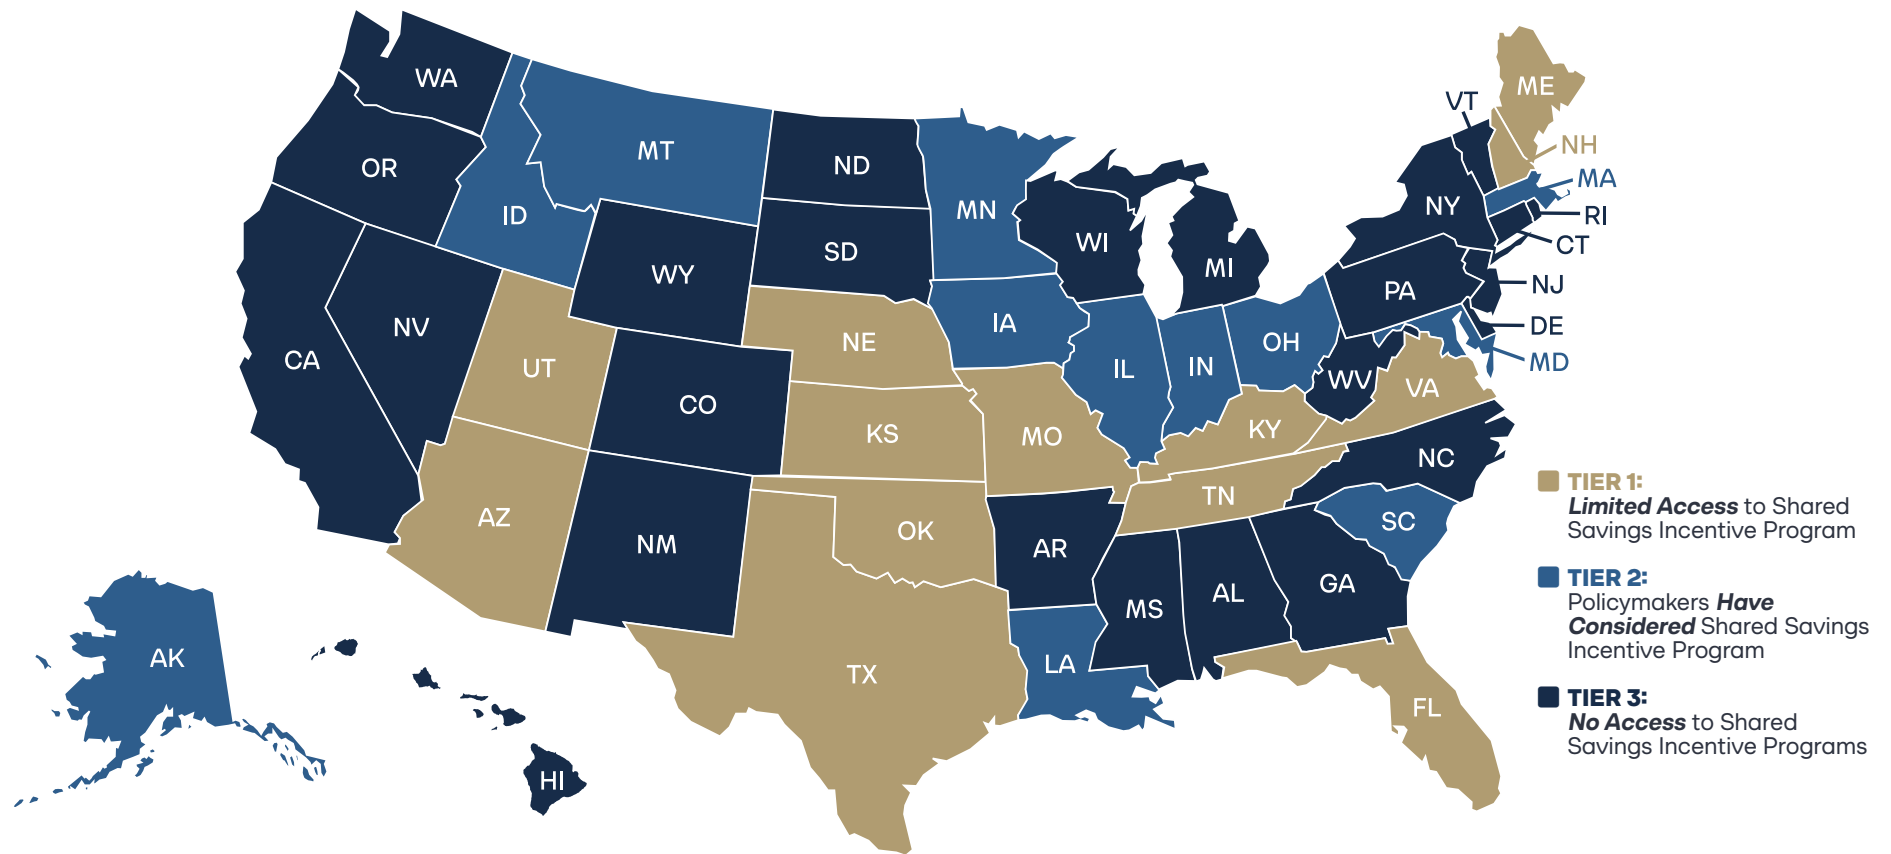 WA
OR
CA
NV
ID
MT
WY
UT
AZ
CO
NM
ND
SD
NE
KS
OK
TX
MN
IA
MO
AR
LA
WI
IL
IN
MI
OH
KY
TN
MS
AL
GA
FL
SC
NC
VA
WV
PA
NY
VT
ME
NH
MA
RI
CT
NJ
DE
MD
AK
HI
TIER 1:
Limited Access to Shared
Savings Incentive Program
TIER 2:
Policymakers Have
Considered Shared Savings
Incentive Program
TIER 3:
No Access to Shared
Savings Incentive Programs